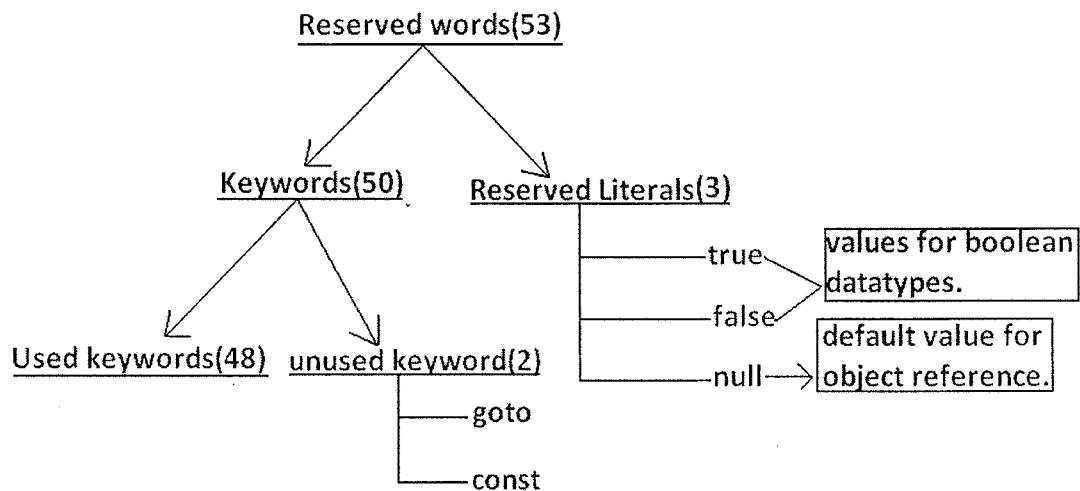 Reserved words(53)
Keywords(50)
Reserved Literals(3)
true
false
null
values for boolean
datatypes.
default value for
object reference.
Used keywords(48)
unused keyword(2)
goto
const